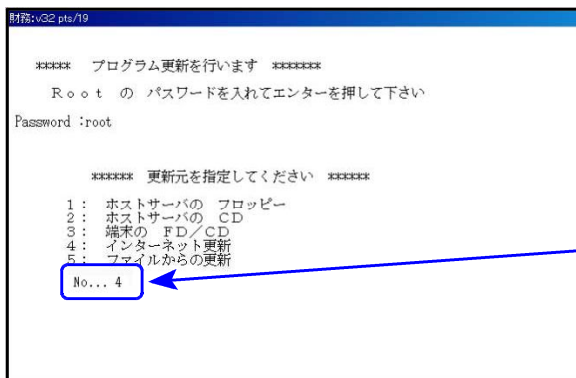 財務:v32 pts/19
***** プログラム更新を行います *******
Ｒｏｏｔ の パスワードを入れてエンターを押して下さい
Password :root
****** 更新元を指定してください ******
１： ホストサーバの フロッピー
２： ホストサーバの ＣＤ
３： 端末の ＦＤ／ＣＤ
４： インターネット更新
５： ファイルからの更新
No... 4